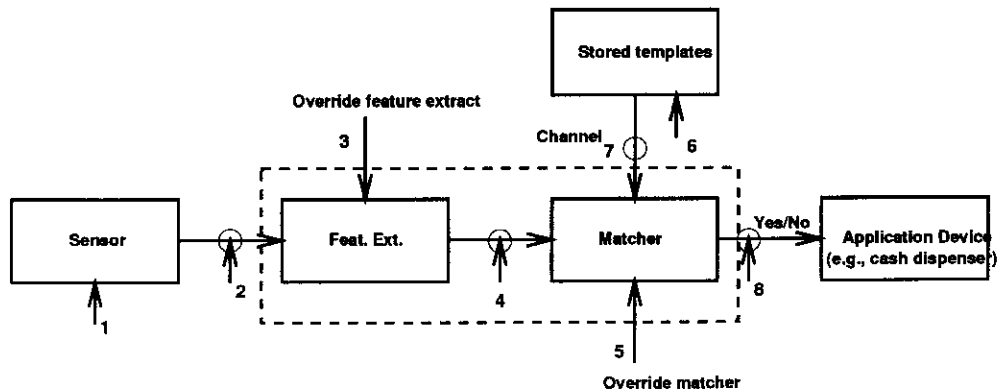 Stored templates
Override feature extract
3
Channel
7
6
Sensor
Feat. Ext.
Matcher
Yes/No
Application Device
(e.g., cash dispenser)
1
2
4
8
5
Override matcher